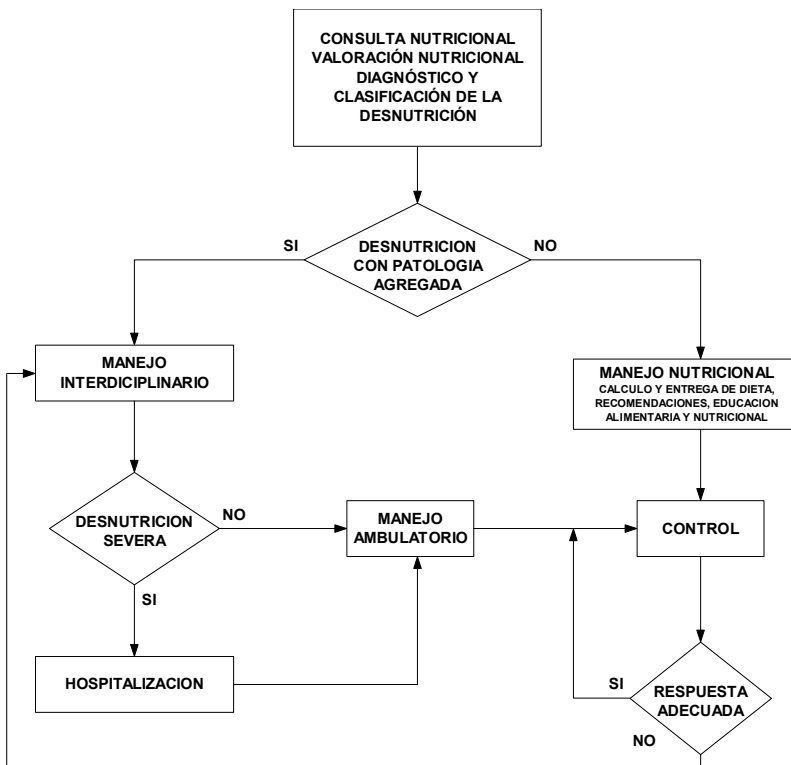 CONSULTA NUTRICIONAL
VALORACIÓN NUTRICIONAL
DIAGNÓSTICO Y
CLASIFICACIÓN DE LA
DESNUTRICIÓN
SI
DESNUTRICION
CON PATOLOGIA
AGREGADA
NO
MANEJO
INTERDICIPLINARIO
MANEJO NUTRICIONAL
CALCULO Y ENTREGA DE DIETA,
RECOMENDACIONES, EDUCACION
ALIMENTARIA Y NUTRICIONAL
DESNUTRICION
SEVERA
NO
MANEJO
AMBULATORIO
CONTROL
SI
HOSPITALIZACION
SI
RESPUESTA
ADECUADA
NO